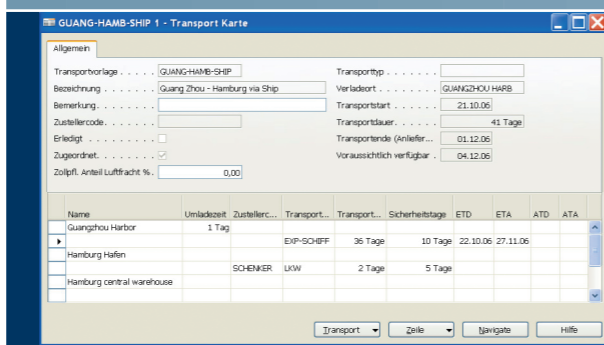 GUANG-HAMB-SHIP 1 - Transport Karte
Allgemein
Transportvorlage . . . . . GUANG-HAMB-SHIP
Transporttyp . . . . . . .
Bezeichnung . . . . . . . Quang Zhou - Hamburg via Ship
Verladeort . . . . . . . . GUANGZHOU HARB
Bemerkung. . . . . . . . .
Transportstart . . . . . . 21.10.06
Zustellercode. . . . . . .
Transportdauer. . . . . . 41 Tage
Erledigt . . . . . . . . .
Transportende (Anliefer... 01.12.06
Zugeordnet. . . . . . . .
Voraussichtlich verfügbar . 04.12.06
Zollpfl. Anteil Luftfracht % . 0,00
Name Umladezeit Zustellerc... Transport... Transport... Sicherheitstage ETD ETA ATD ATA
Guangzhou Harbor 1 Tag
EXP-SCHIFF 36 Tage 10 Tage 22.10.06 27.11.06
Hamburg Hafen
SCHENKER LKW 2 Tage 5 Tage
Hamburg central warehouse
Transport Zeile Navigate Hilfe